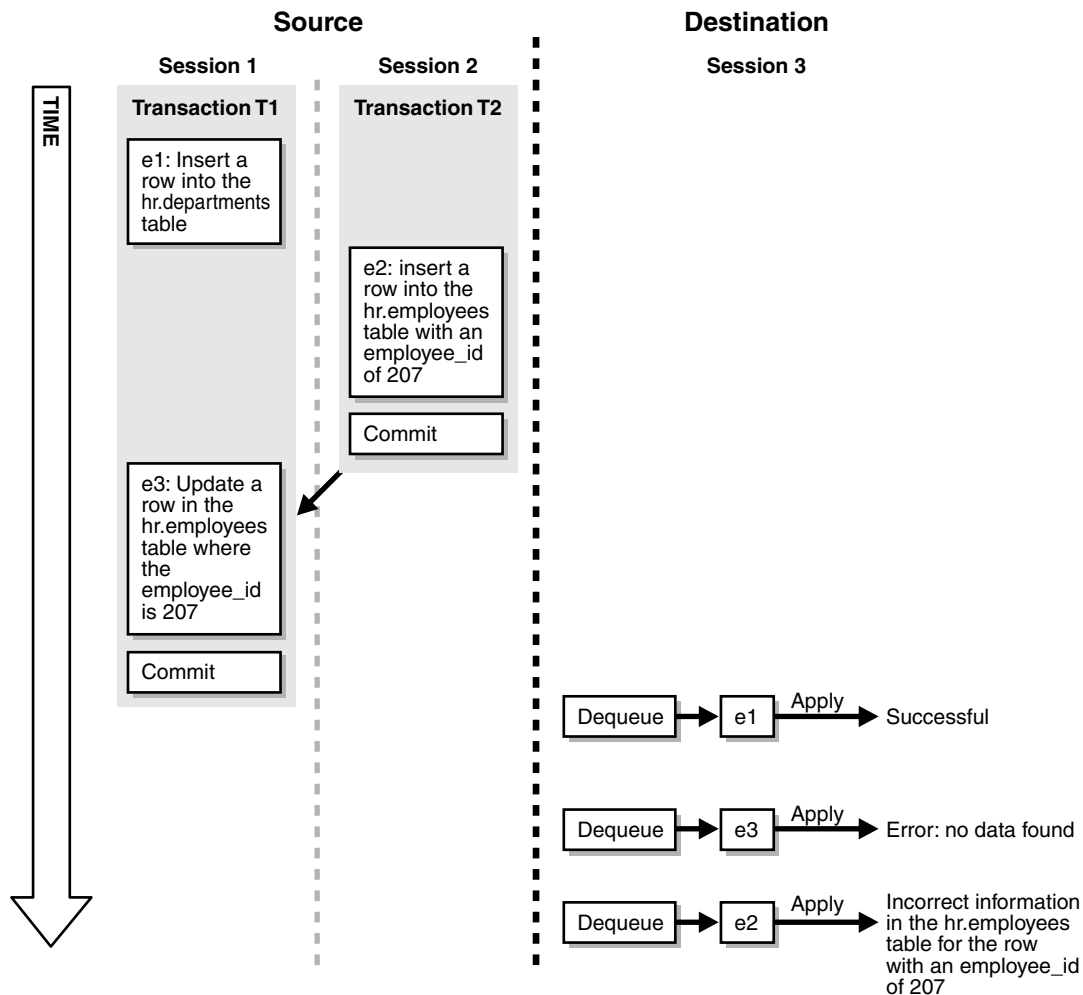 Source
Destination
Session 1
Session 2
Session 3
TIME
Transaction T1
Transaction T2
e1: Insert a
row into the
hr.departments
table
e2: insert a
row into the
hr.employees
table with an
employee_id
of 207
Commit
e3: Update a
row in the
hr.employees
table where
the
employee_id
is 207
Commit
Dequeue
e1
Apply
Successful
Dequeue
e3
Apply
Error: no data found
Dequeue
e2
Apply
Incorrect information
in the hr.employees
table for the row
with an employee_id
of 207